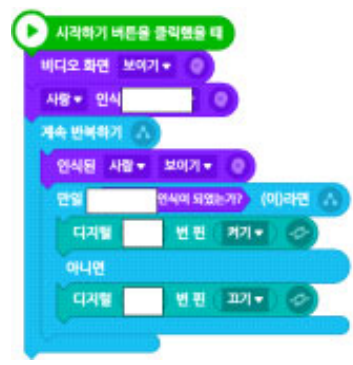 시작하기 버튼을 클릭했을 때
비디오 화면 보이기
사람 인식
계속 반복하기
인식된 사람 보이기
만일 인식이 되었는가? (이)라면
디지털 번 핀 켜기
아니면
디지털 번 핀 끄기